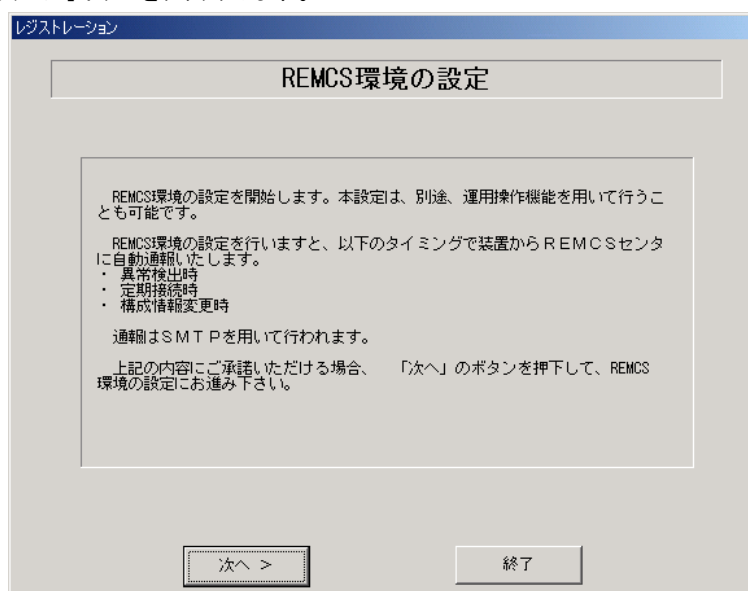 レジストレーション
REMCS環境の設定
REMCS環境の設定を開始します。本設定は、別途、運用操作機能を用いて行うこ
とも可能です。
REMCS環境の設定を行いますと、以下のタイミングで装置からＲＥＭＣＳセンタ
に自動通報いたします。
・ 異常検出時
・ 定期接続時
・ 構成情報変更時
通報はＳＭＴＰを用いて行われます。
上記の内容にご承諾いただける場合、　「次へ」のボタンを押下して、REMCS
環境の設定にお進み下さい。
次へ >
終了